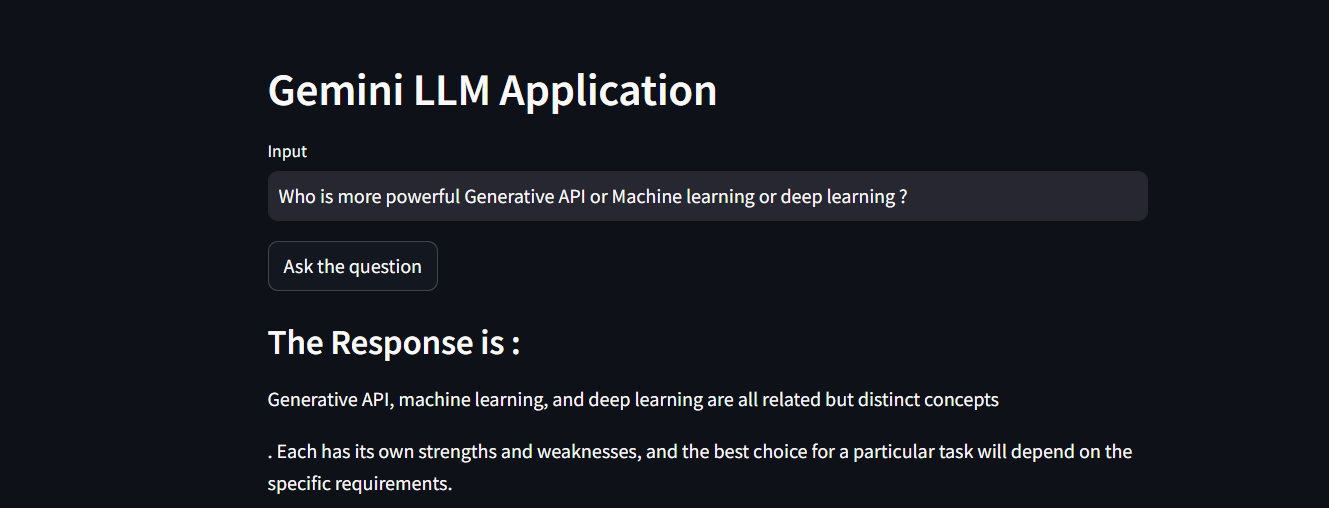 Gemini LLM Application
Input
Who is more powerful Generative API or Machine learning or deep learning ?
Ask the question
The Response is :
Generative API, machine learning, and deep learning are all related but distinct concepts
. Each has its own strengths and weaknesses, and the best choice for a particular task will depend on the
specific requirements.